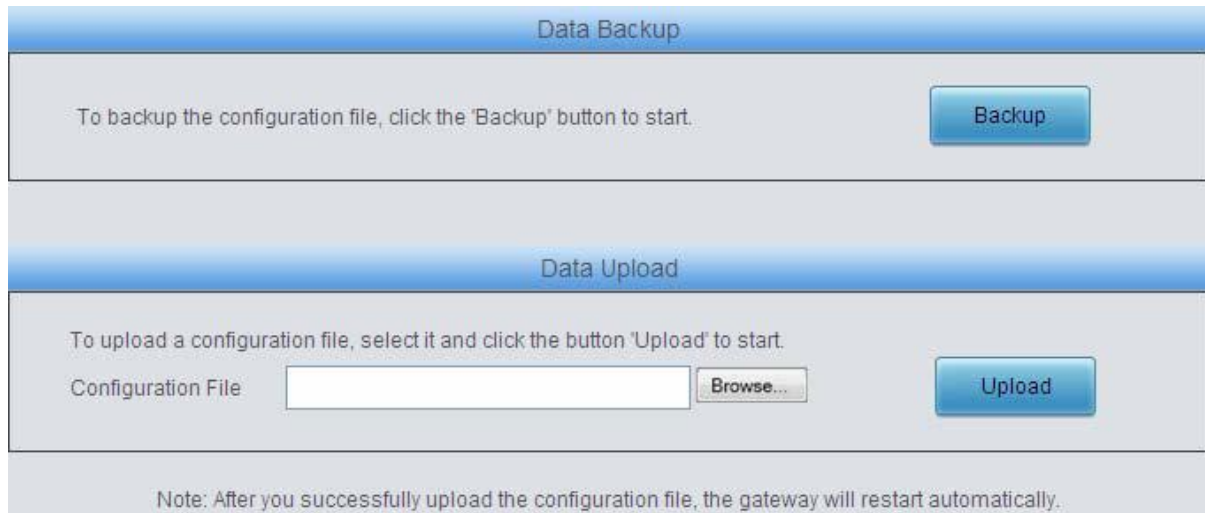 Data Backup
To backup the configuration file, click the 'Backup' button to start.
Backup
Data Upload
To upload a configuration file, select it and click the button 'Upload' to start.
Configuration File
Browse...
Upload
Note: After you successfully upload the configuration file, the gateway will restart automatically.